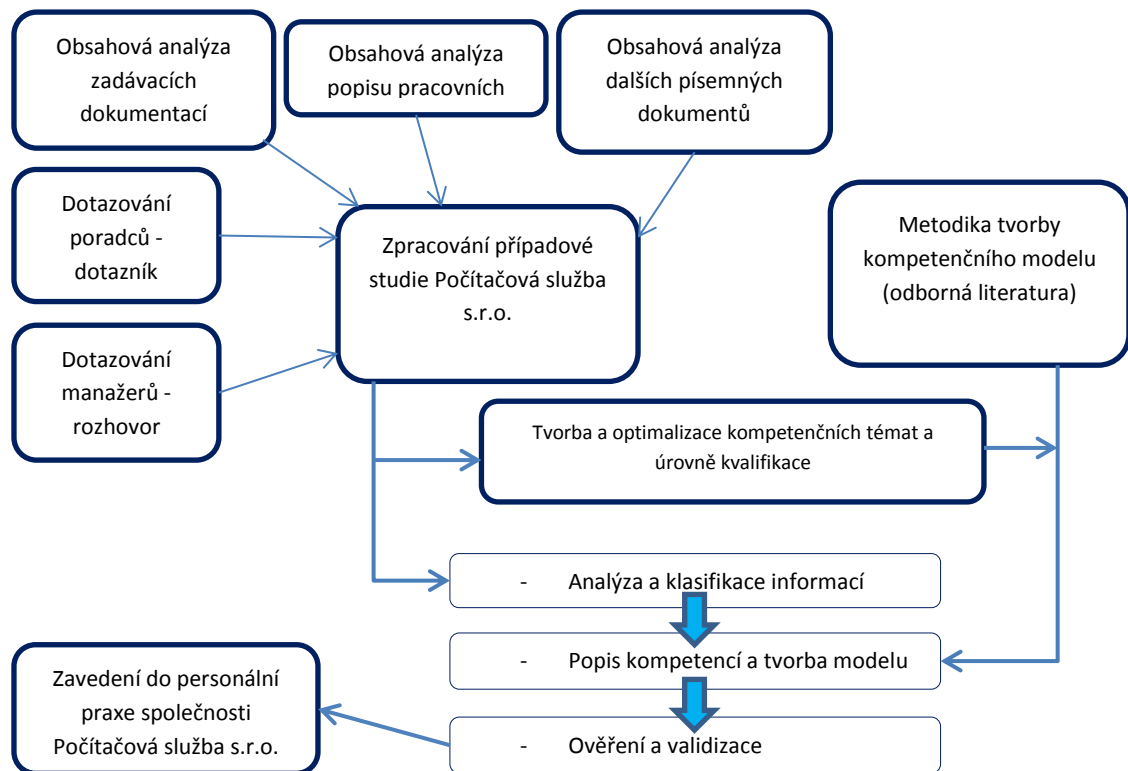 Obsahová analýza
zadávacích
dokumentací
Obsahová analýza
popisu pracovních
Obsahová analýza
dalších písemných
dokumentů
Dotazování
poradců -
dotazník
Zpracování případové
studie Počítačová služba
s.r.o.
Metodika tvorby
kompetenčního modelu
(odborná literatura)
Dotazování
manažerů -
rozhovor
Tvorba a optimalizace kompetenčních témat a
úrovně kvalifikace
- Analýza a klasifikace informací
- Popis kompetencí a tvorba modelu
- Ověření a validizace
Zavedení do personální
praxe společnosti
Počítačová služba s.r.o.